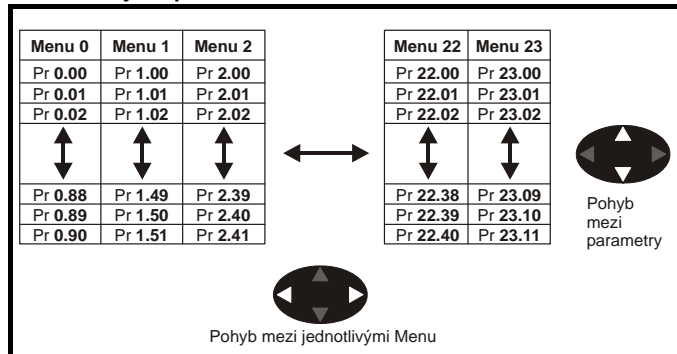 Menu 0 Menu 1 Menu 2 Menu 22 Menu 23
Pr 0.00 Pr 1.00 Pr 2.00 Pr 22.00 Pr 23.00
Pr 0.01 Pr 1.01 Pr 2.01 Pr 22.01 Pr 23.01
Pr 0.02 Pr 1.02 Pr 2.02 Pr 22.02 Pr 23.02
Pr 0.88 Pr 1.49 Pr 2.39 Pr 22.38 Pr 23.09
Pr 0.89 Pr 1.50 Pr 2.40 Pr 22.39 Pr 23.10
Pr 0.90 Pr 1.51 Pr 2.41 Pr 22.40 Pr 23.11
Pohyb
mezi
parametry
Pohyb mezi jednotlivými Menu